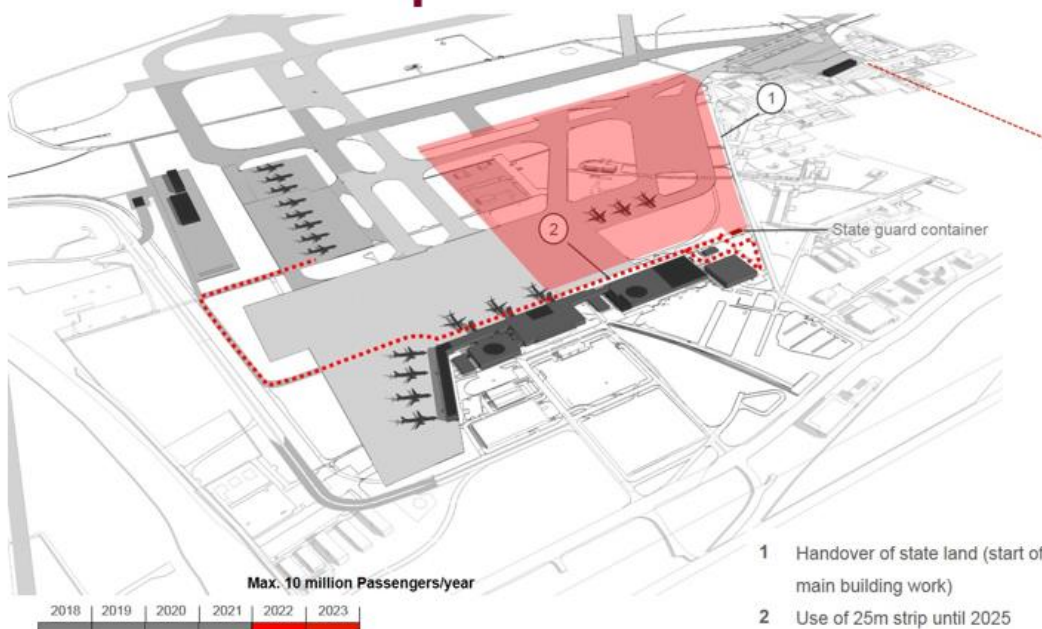 1
2
State guard container
Max. 10 million Passengers/year
2018 2019 2020 2021 2022 2023
1 Handover of state land (start of
main building work)
2 Use of 25m strip until 2025